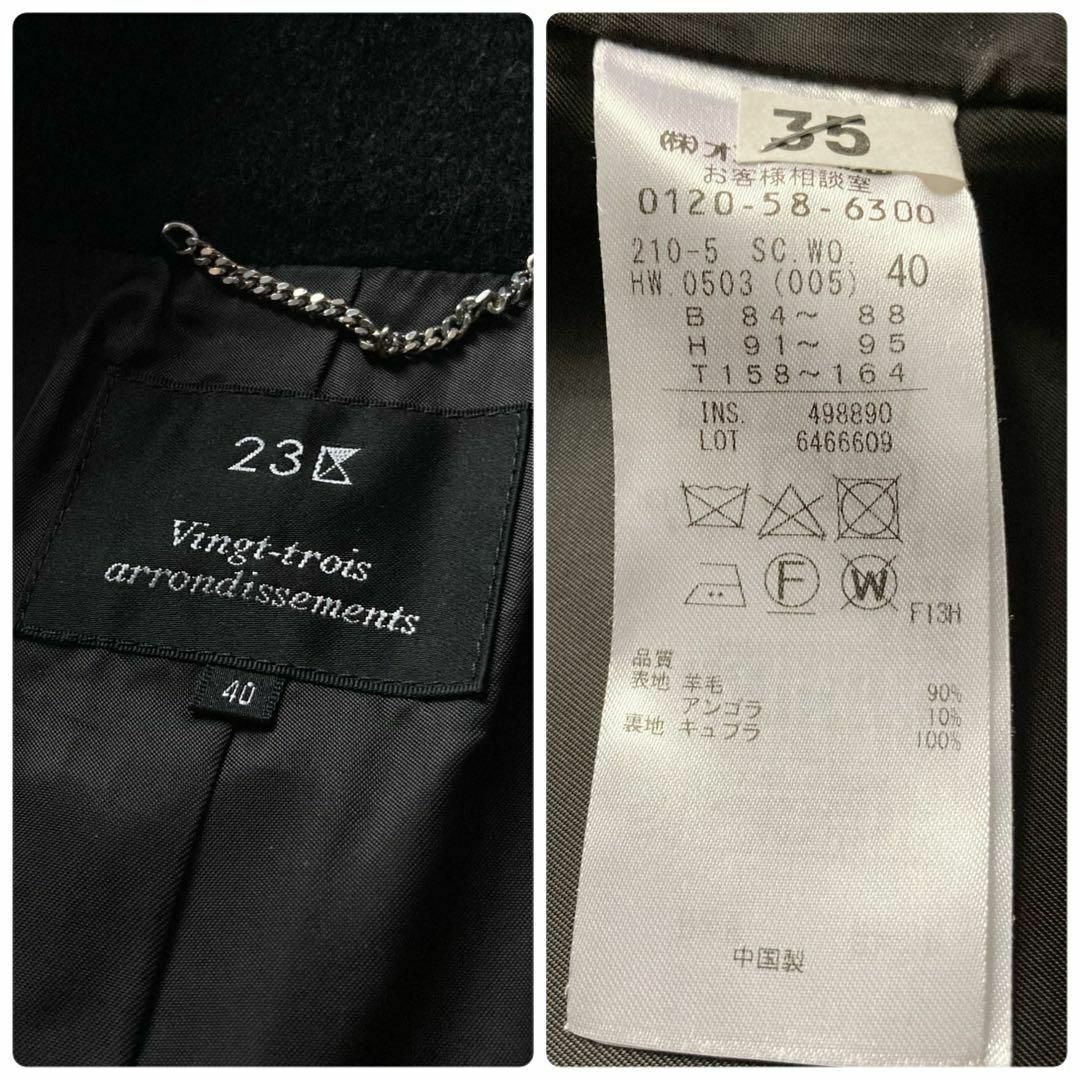 23区
Vingt-trois
arrondissements
40
35
(株)オ
お客様相談室
0120-58-6300
210-5 SC.WO. 40
HW.0503 (005)
B 84～ 88
H 91～ 95
T158～164
INS. 498890
LOT 6466609
F W
F13H
品質
表地 羊毛 90%
アンゴラ 10%
裏地 キュプラ 100%
中国製